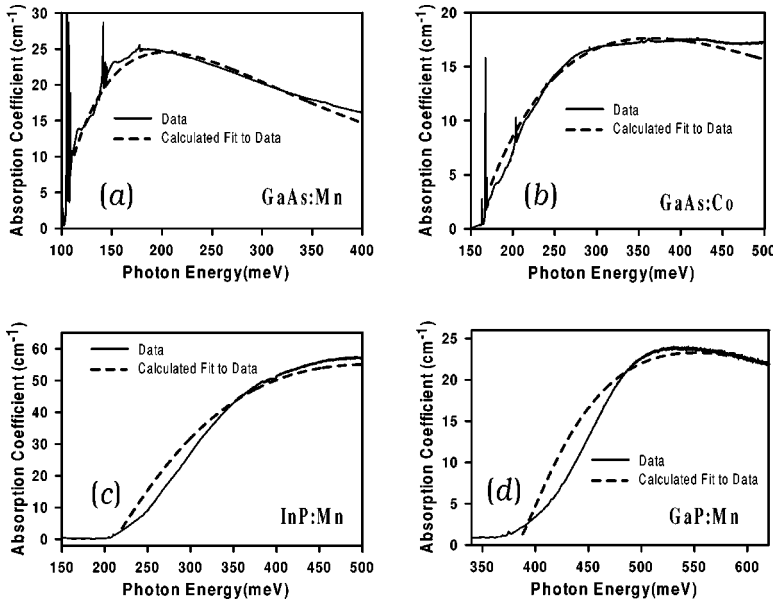 Absorption Coefficient (cm-1)
30
25
20
15
10
5
0
Data
Calculated Fit to Data
(a)
GaAs:Mn
100 150 200 250 300 350 400
Photon Energy(meV)
Absorption Coefficient (cm-1)
20
15
10
5
0
Data
Calculated Fit to Data
(b)
GaAs:Co
150 200 250 300 350 400 450 500
Photon Energy(meV)
Absorption Coefficient (cm-1)
60
50
40
30
20
10
0
Data
Calculated Fit to Data
(c)
InP:Mn
150 200 250 300 350 400 450 500
Photon Energy(meV)
Absorption Coefficient (cm-1)
25
20
15
10
5
0
Data
Calculated Fit to Data
(d)
GaP:Mn
350 400 450 500 550 600
Photon Energy(meV)